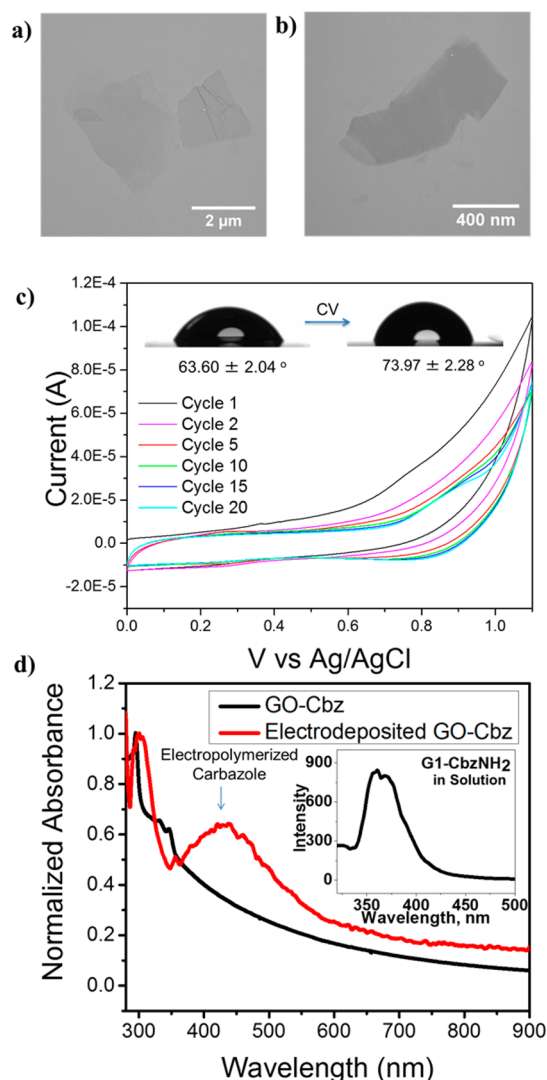 a)
b)
2 μm
400 nm
c)
1.2E-4
1.0E-4
8.0E-5
6.0E-5
4.0E-5
2.0E-5
0.0
-2.0E-5
Current (A)
CV
63.60 ± 2.04 °
73.97 ± 2.28 °
Cycle 1
Cycle 2
Cycle 5
Cycle 10
Cycle 15
Cycle 20
0.0 0.2 0.4 0.6 0.8 1.0
V vs Ag/AgCl
d)
1.2
1.0
0.8
0.6
0.4
0.2
0.0
Normalized Absorbance
GO-Cbz
Electrodeposited GO-Cbz
Electropolymerized
Carbazole
900
600
300
0
Intensity
G1-CbzNH2
in Solution
350 400 450 500
Wavelength, nm
300 400 500 600 700 800 900
Wavelength (nm)